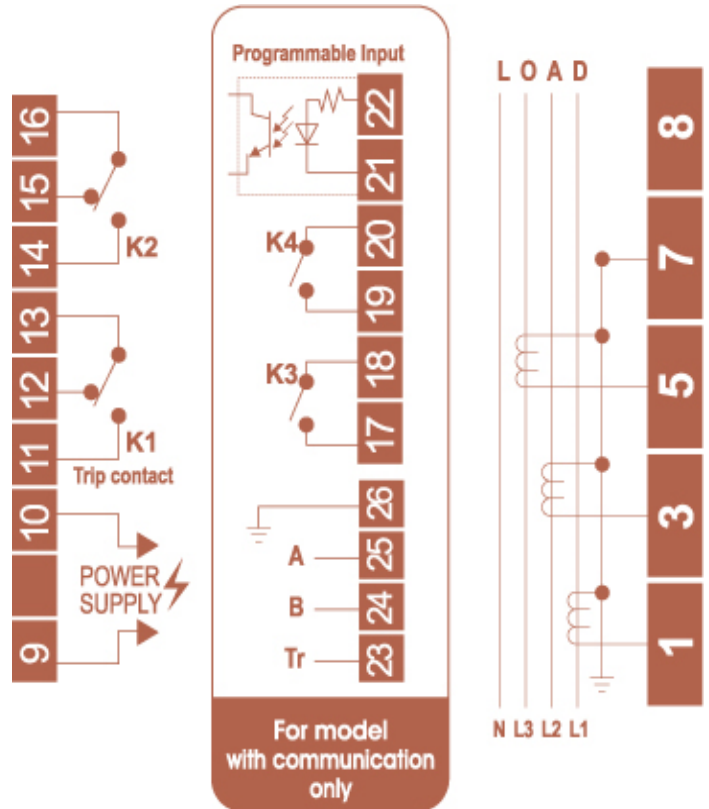 16
15
14
K2
13
12
11
K1
Trip contact
10
POWER
SUPPLY
9
Programmable Input
22
21
K4
20
19
K3
18
17
26
A
25
B
24
Tr
23
For model
with communication
only
LOAD
8
7
5
3
1
N L3 L2 L1